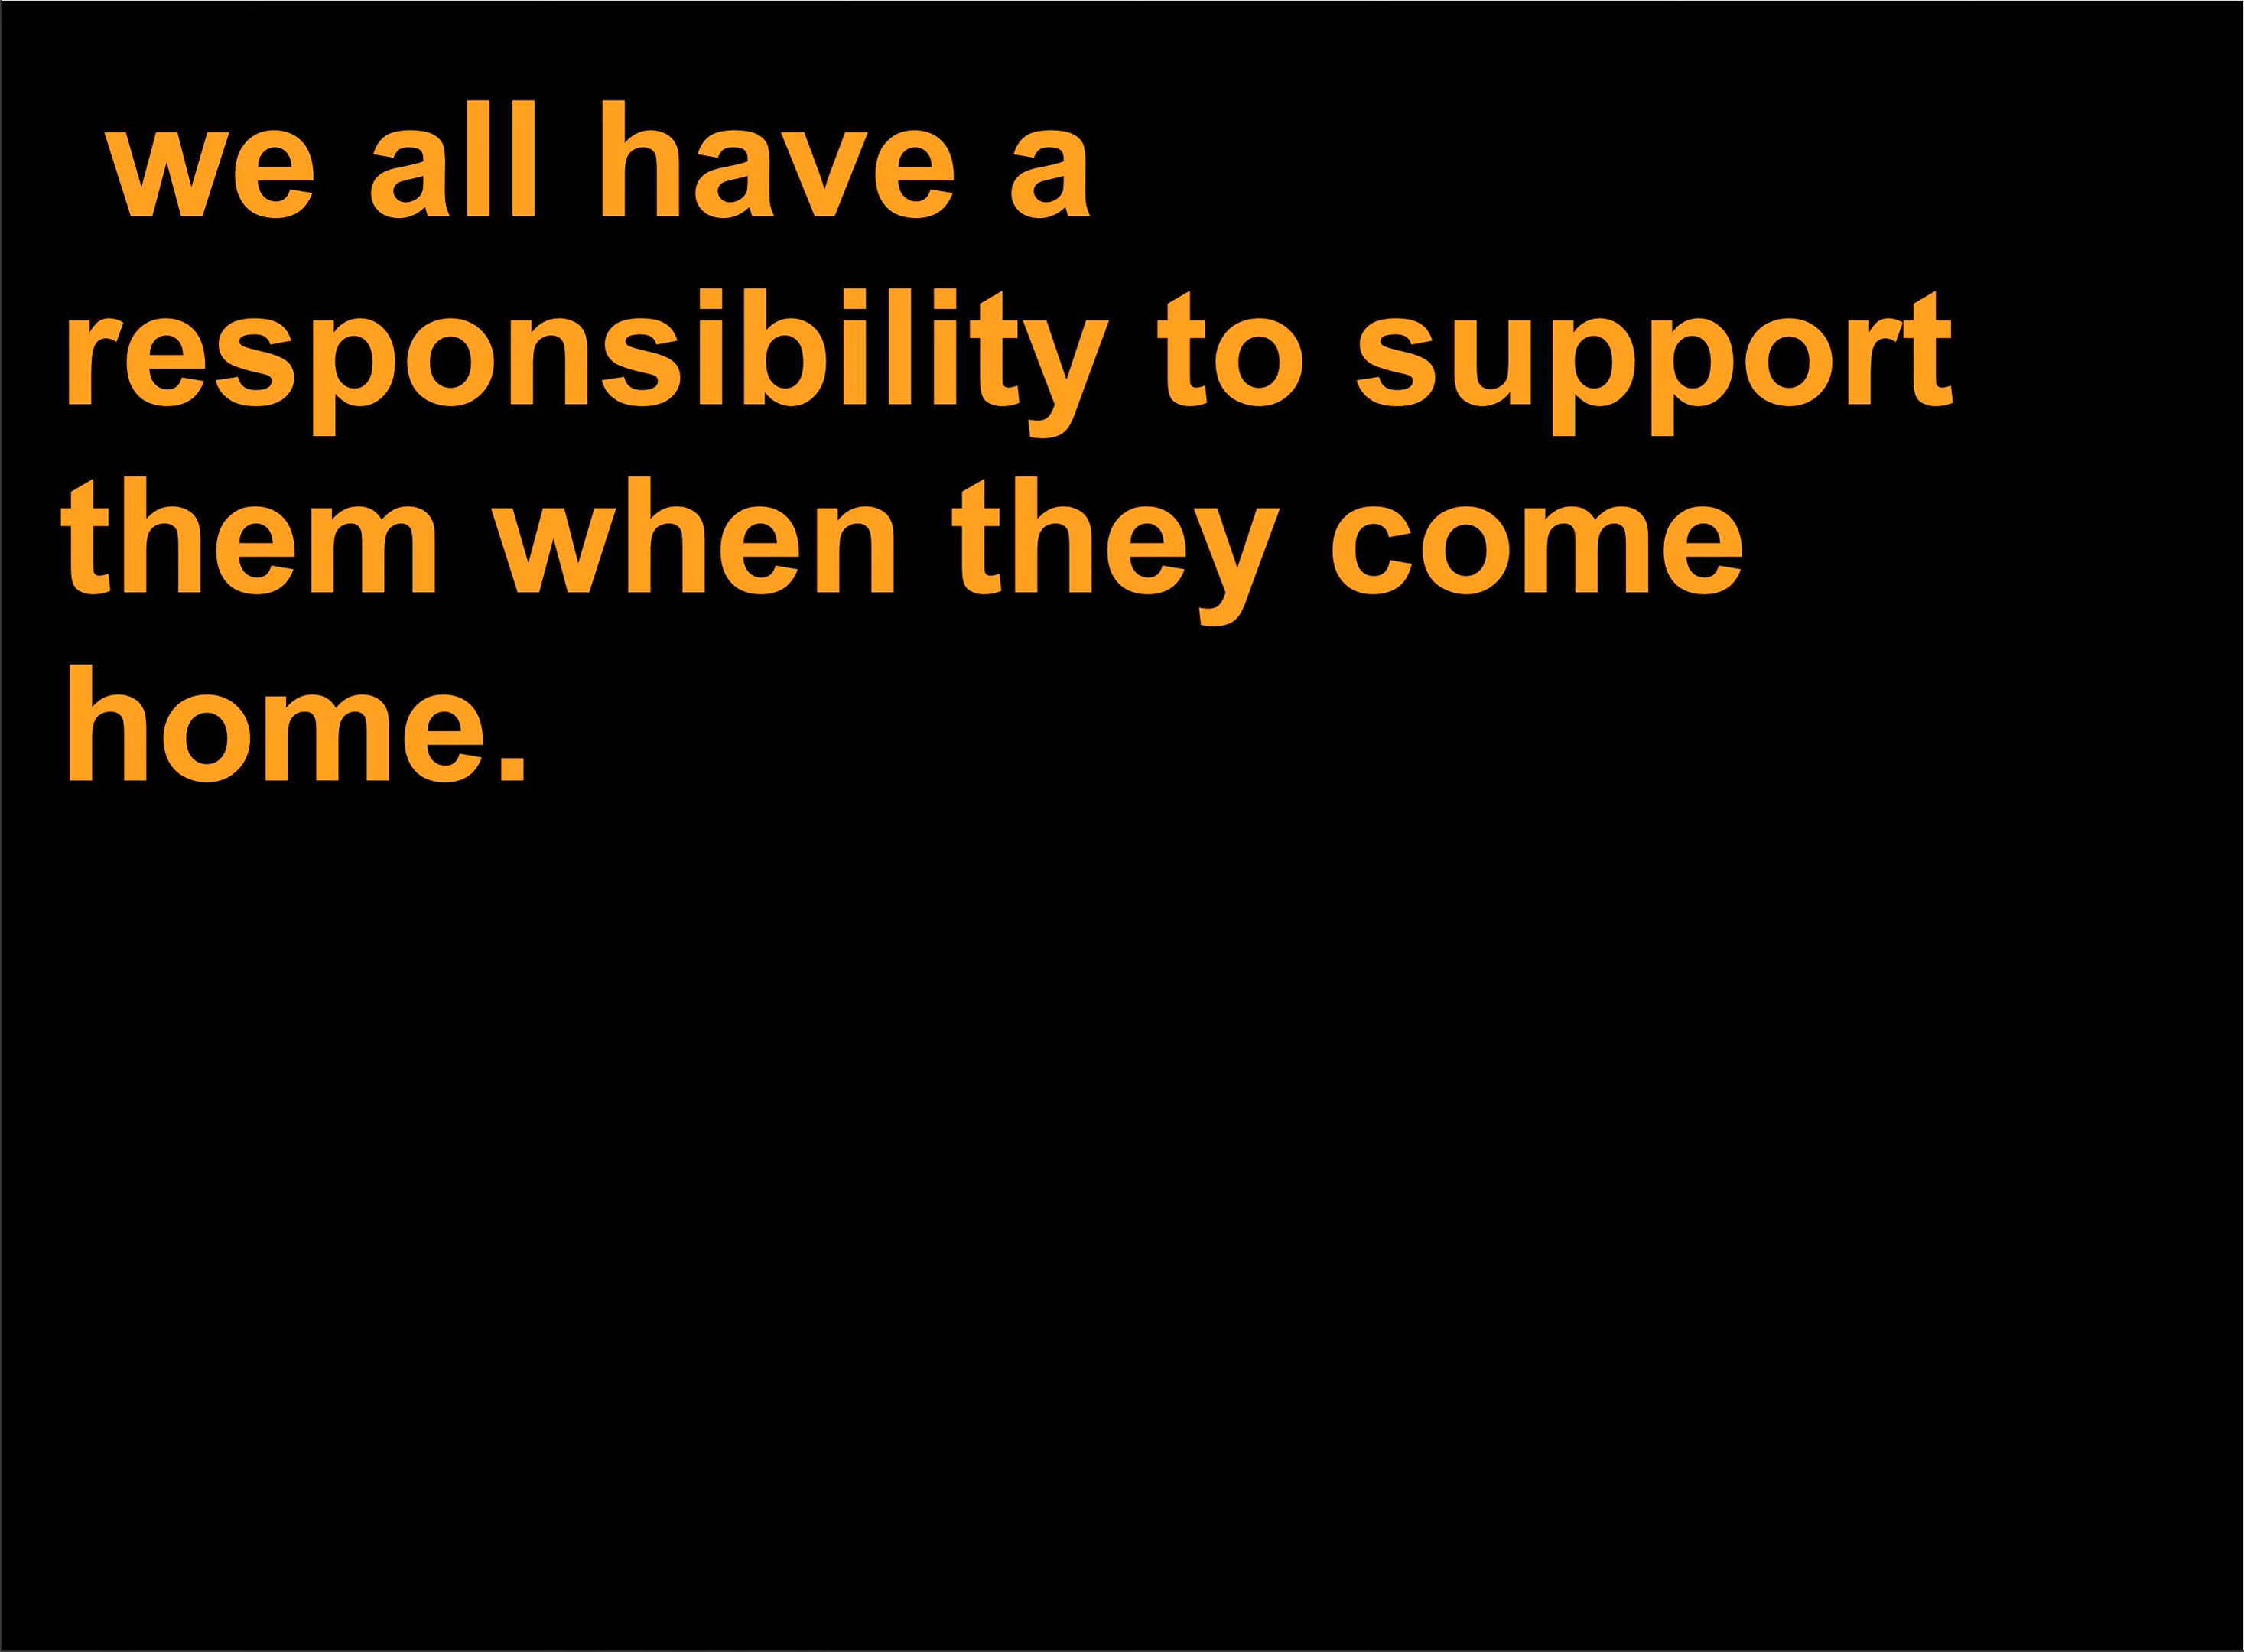 we all have a
responsibility to support
them when they come
home.